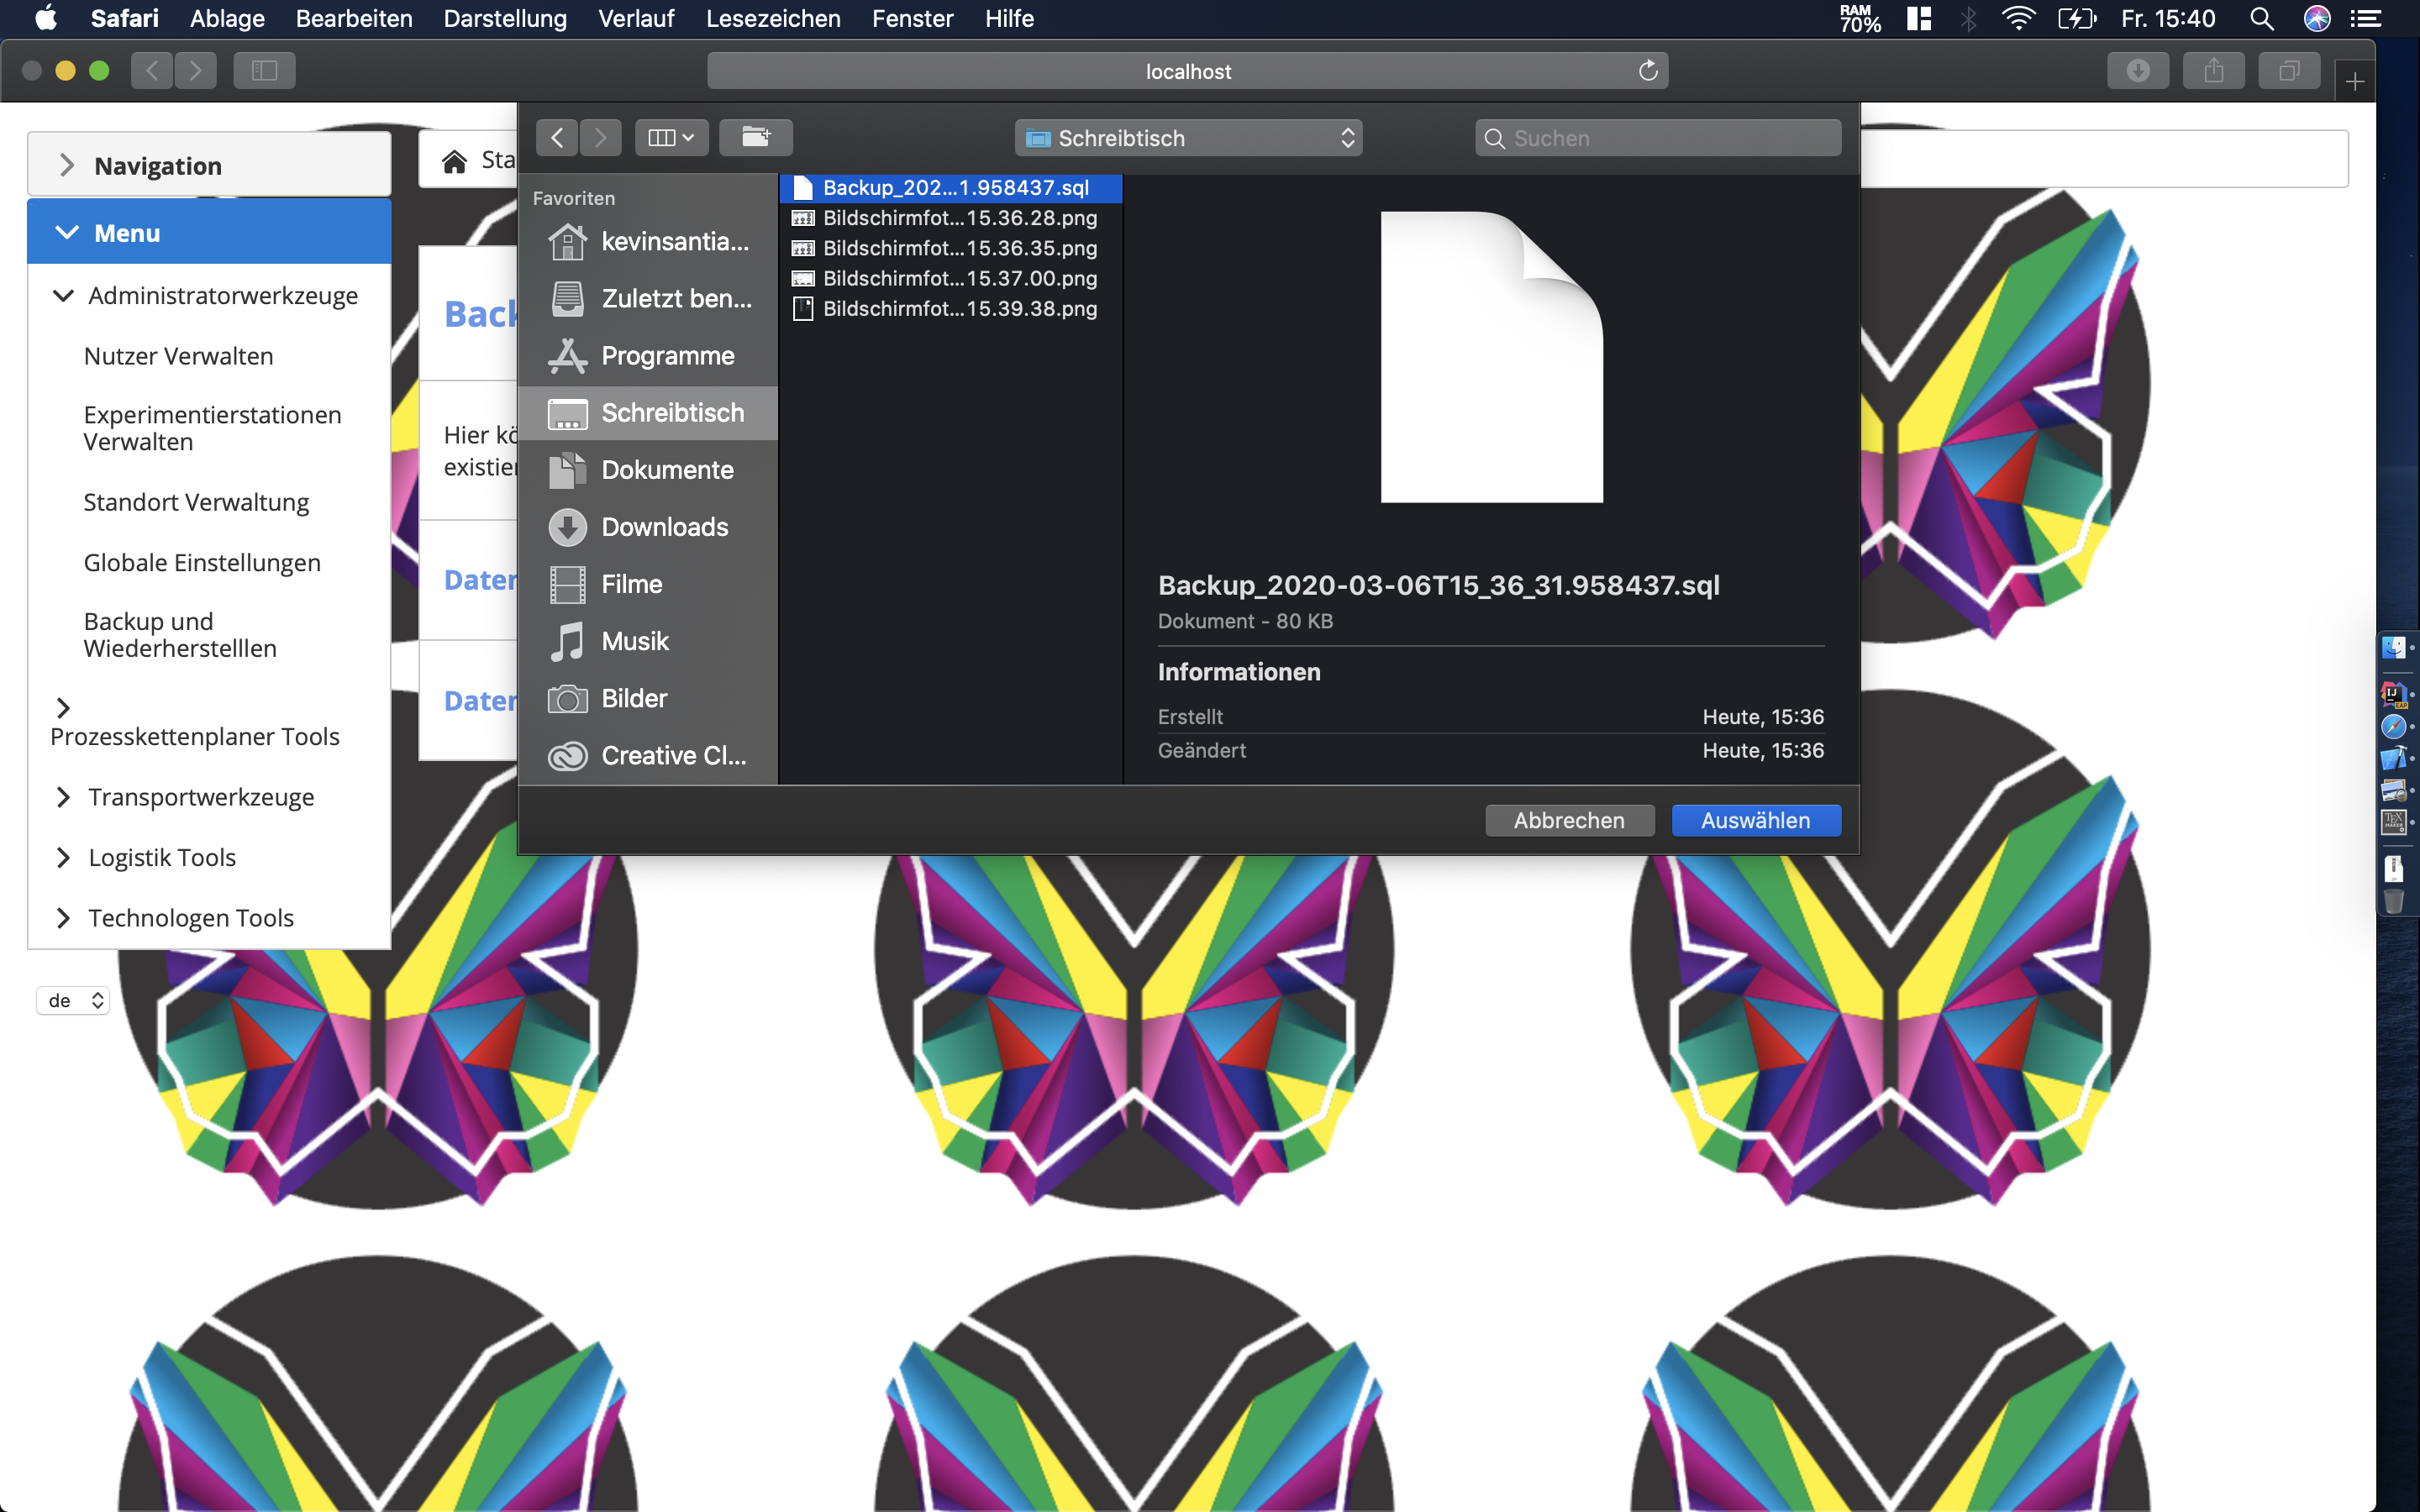 Safari Ablage Bearbeiten Darstellung Verlauf Lesezeichen Fenster Hilfe RAM 70% Fr. 15:40
localhost
Navigation
Menu
Administratorwerkzeuge
Nutzer Verwalten
Experimentierstationen
Verwalten
Standort Verwaltung
Globale Einstellungen
Backup und
Wiederherstelllen
Prozesskettenplaner Tools
Transportwerkzeuge
Logistik Tools
Technologen Tools
de
Sta
Back
Hier kö
existier
Daten
Daten
Schreibtisch
Suchen
Favoriten
kevinsantia...
Zuletzt ben...
Programme
Schreibtisch
Dokumente
Downloads
Filme
Musik
Bilder
Creative Cl...
Backup_202...1.958437.sql
Bildschirmfot...15.36.28.png
Bildschirmfot...15.36.35.png
Bildschirmfot...15.37.00.png
Bildschirmfot...15.39.38.png
Backup_2020-03-06T15_36_31.958437.sql
Dokument - 80 KB
Informationen
Erstellt Heute, 15:36
Geändert Heute, 15:36
Abbrechen Auswählen